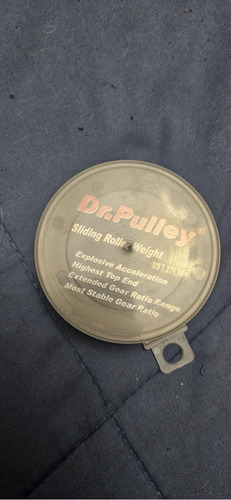 Dr.Pulley®
Sliding Roller Weight
Explosive Acceleration
Highest Top End
Extended Gear Ratio Range
Most Stable Gear Ratio